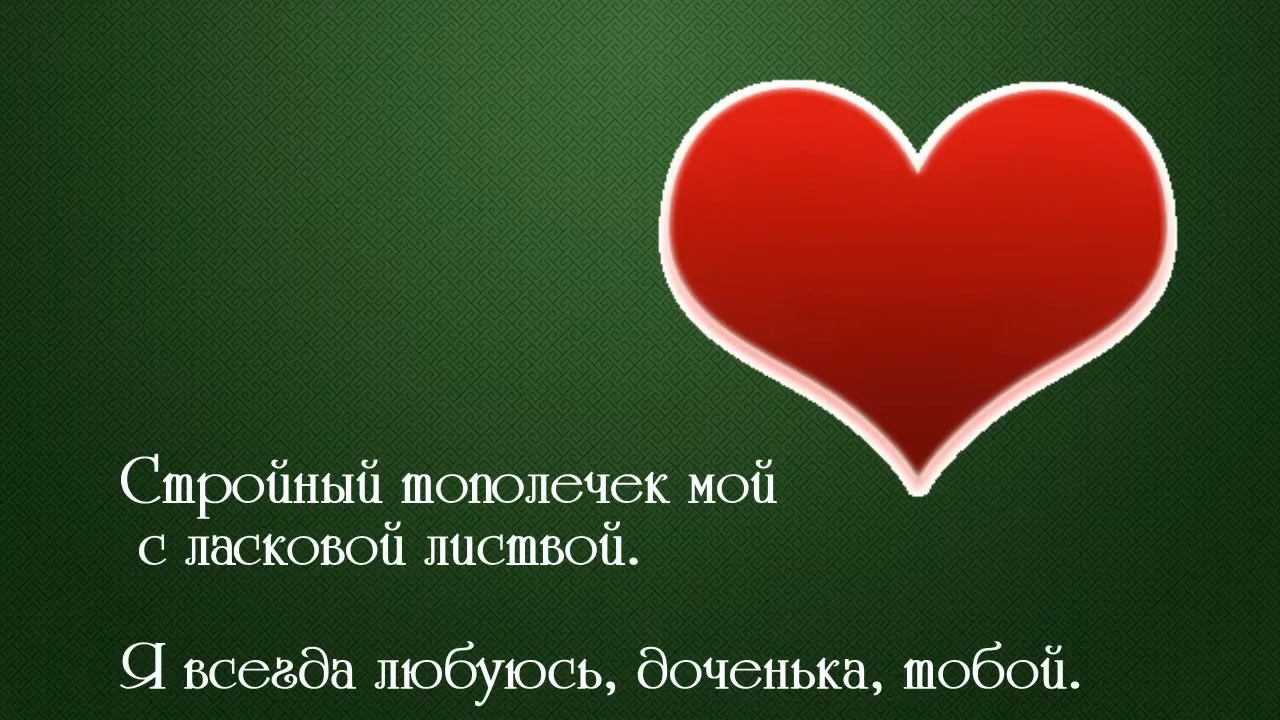 Стройный тополечек мой
с ласковой листвой.
Я всегда любуюсь, доченька, тобой.